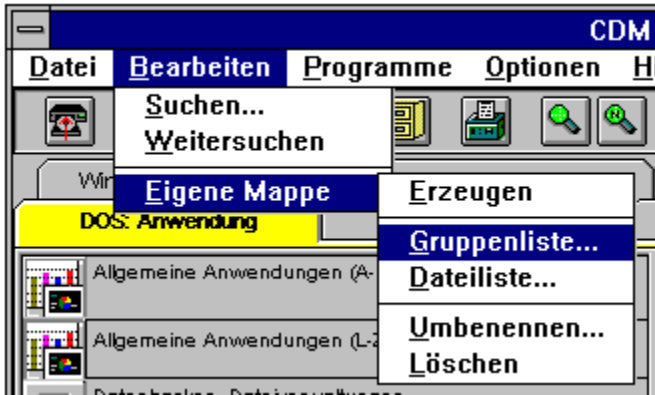 CDM
Datei Bearbeiten Programme Optionen
Suchen...
Weitersuchen
Eigene Mappe
Erzeugen
Gruppenliste...
Dateiliste...
Umbenennen...
Löschen
DOS: Anwendung
Allgemeine Anwendungen (A-
Allgemeine Anwendungen (L-